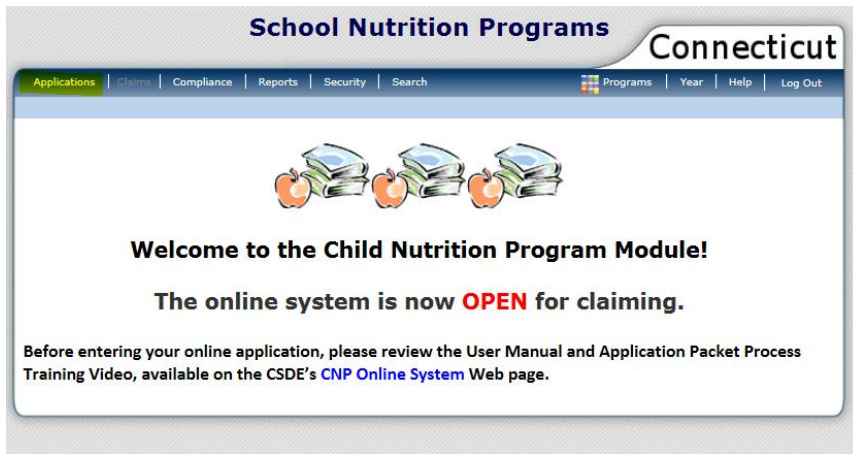 School Nutrition Programs
Connecticut
Applications | Claims | Compliance | Reports | Security | Search Programs | Year | Help | Log Out
Welcome to the Child Nutrition Program Module!
The online system is now OPEN for claiming.
Before entering your online application, please review the User Manual and Application Packet Process
Training Video, available on the CSDE’s CNP Online System Web page.